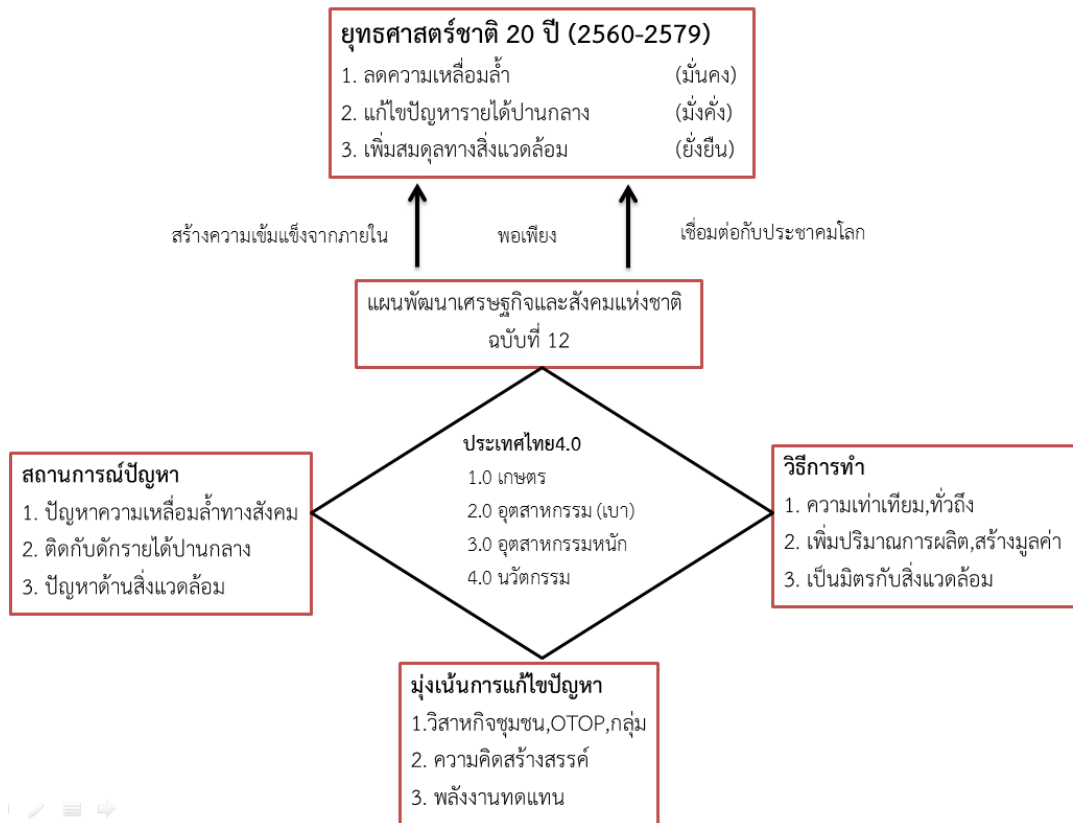 ยุทธศาสตร์ชาติ 20 ปี (2560-2579)
1. ลดความเหลื่อมล้ำ (มั่นคง)
2. แก้ไขปัญหารายได้ปานกลาง (มั่งคั่ง)
3. เพิ่มสมดุลทางสิ่งแวดล้อม (ยั่งยืน)
สร้างความเข้มแข็งจากภายใน พอเพียง เชื่อมต่อกับประชาคมโลก
แผนพัฒนาเศรษฐกิจและสังคมแห่งชาติ
ฉบับที่ 12
สถานการณ์ปัญหา
1. ปัญหาความเหลื่อมล้ำทางสังคม
2. ติดกับดักรายได้ปานกลาง
3. ปัญหาด้านสิ่งแวดล้อม
ประเทศไทย4.0
1.0 เกษตร
2.0 อุตสาหกรรม (เบา)
3.0 อุตสาหกรรมหนัก
4.0 นวัตกรรม
วิธีการทำ
1. ความเท่าเทียม,ทั่วถึง
2. เพิ่มปริมาณการผลิต,สร้างมูลค่า
3. เป็นมิตรกับสิ่งแวดล้อม
มุ่งเน้นการแก้ไขปัญหา
1.วิสาหกิจชุมชน,OTOP,กลุ่ม
2. ความคิดสร้างสรรค์
3. พลังงานทดแทน